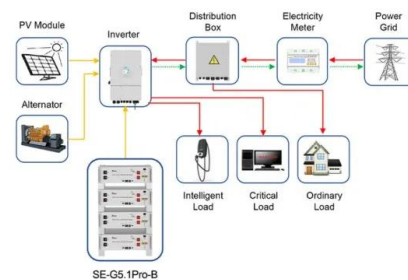 PV Module
Inverter
Distribution
Box
Electricity
Meter
Power
Grid
Alternator
Intelligent
Load
Critical
Load
Ordinary
Load
SE-G5.1Pro-B